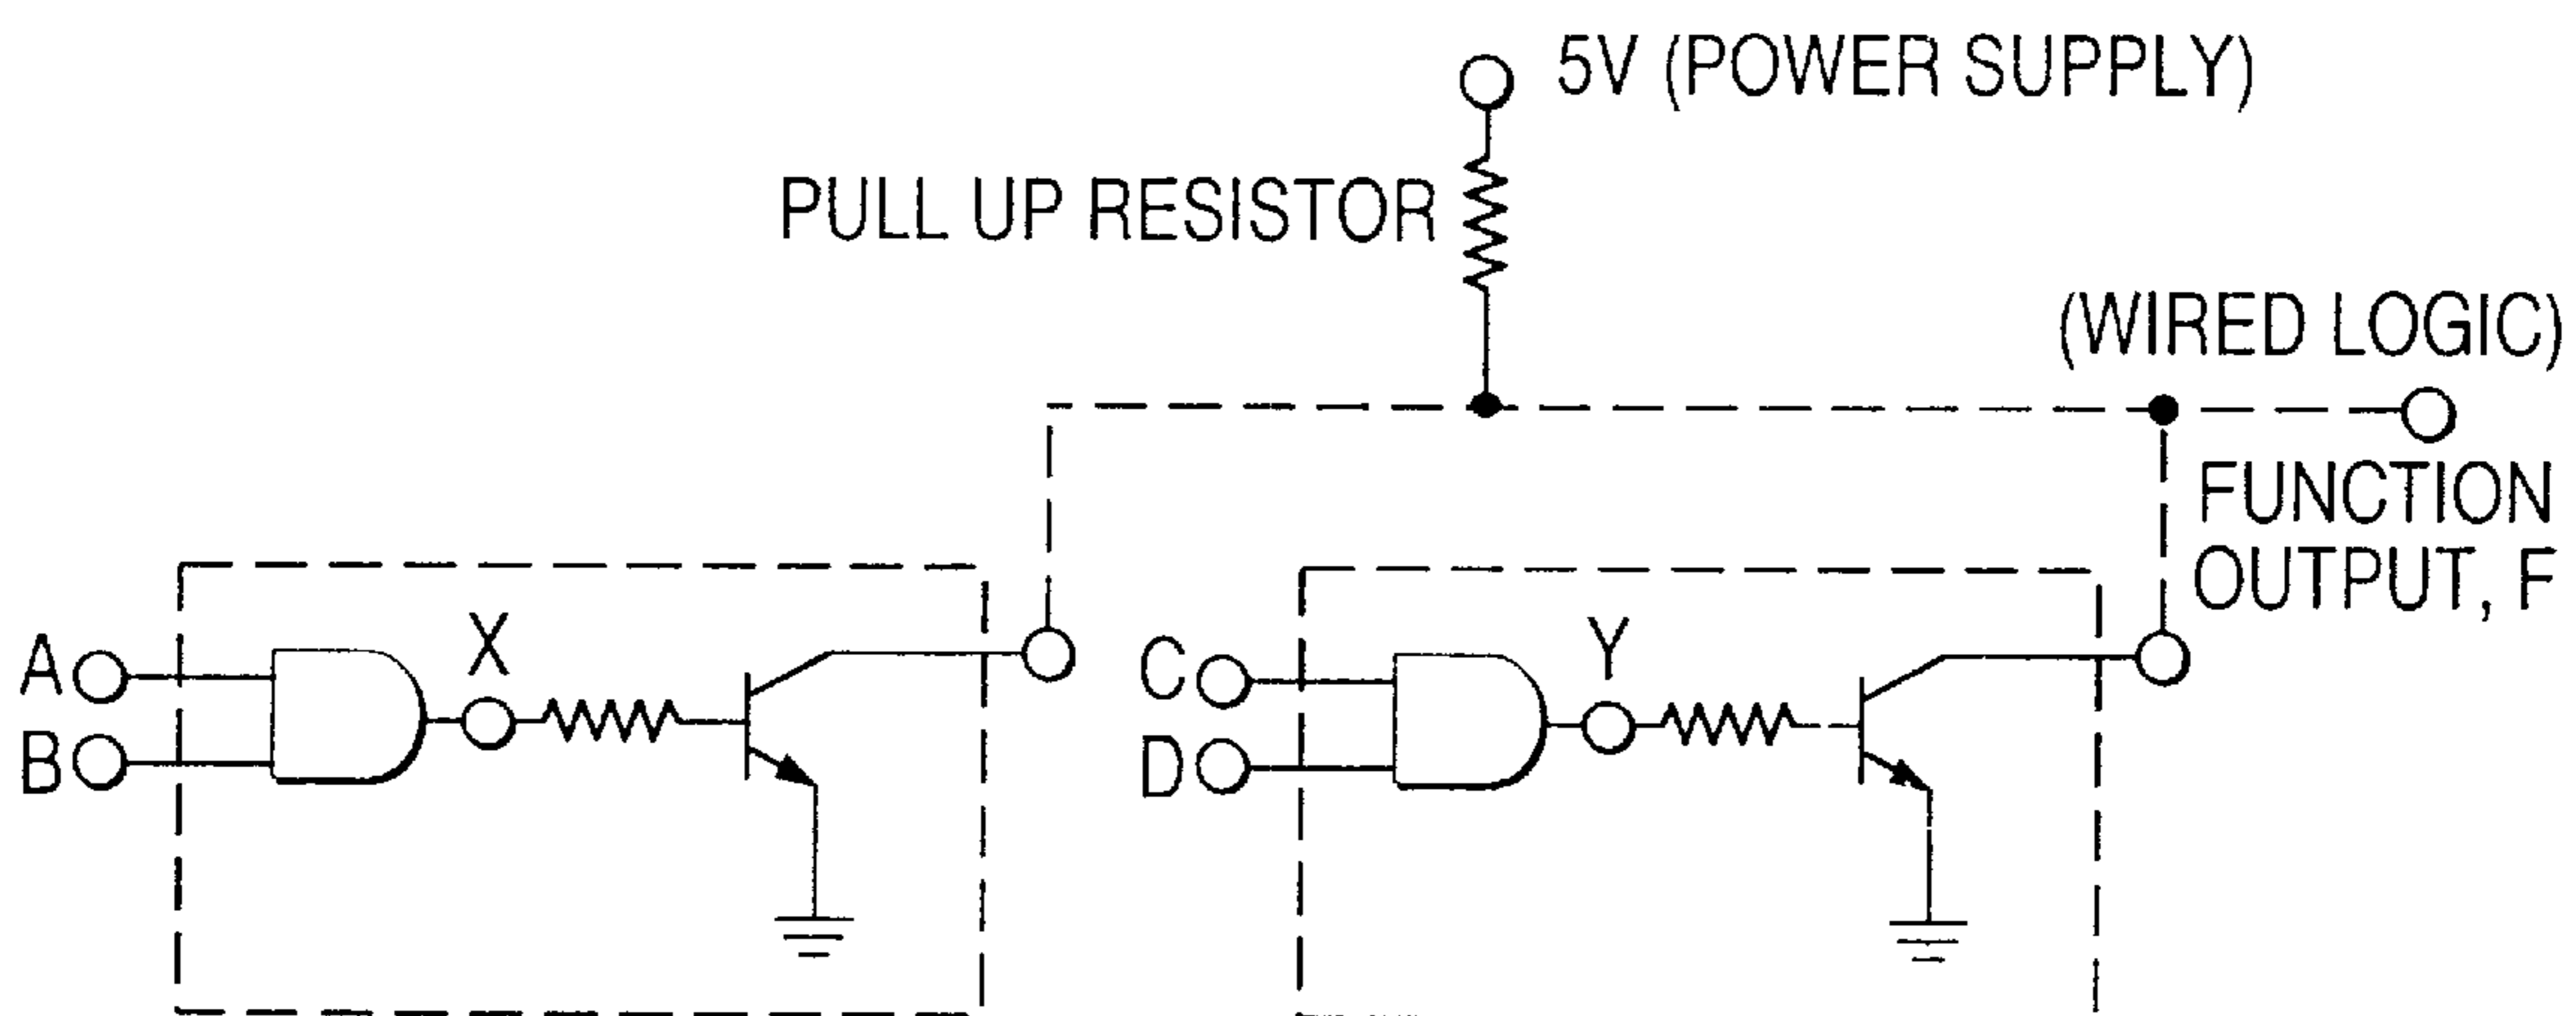 5V (POWER SUPPLY)
PULL UP RESISTOR
(WIRED LOGIC)
FUNCTION
OUTPUT, F
A
B
X
C
D
Y